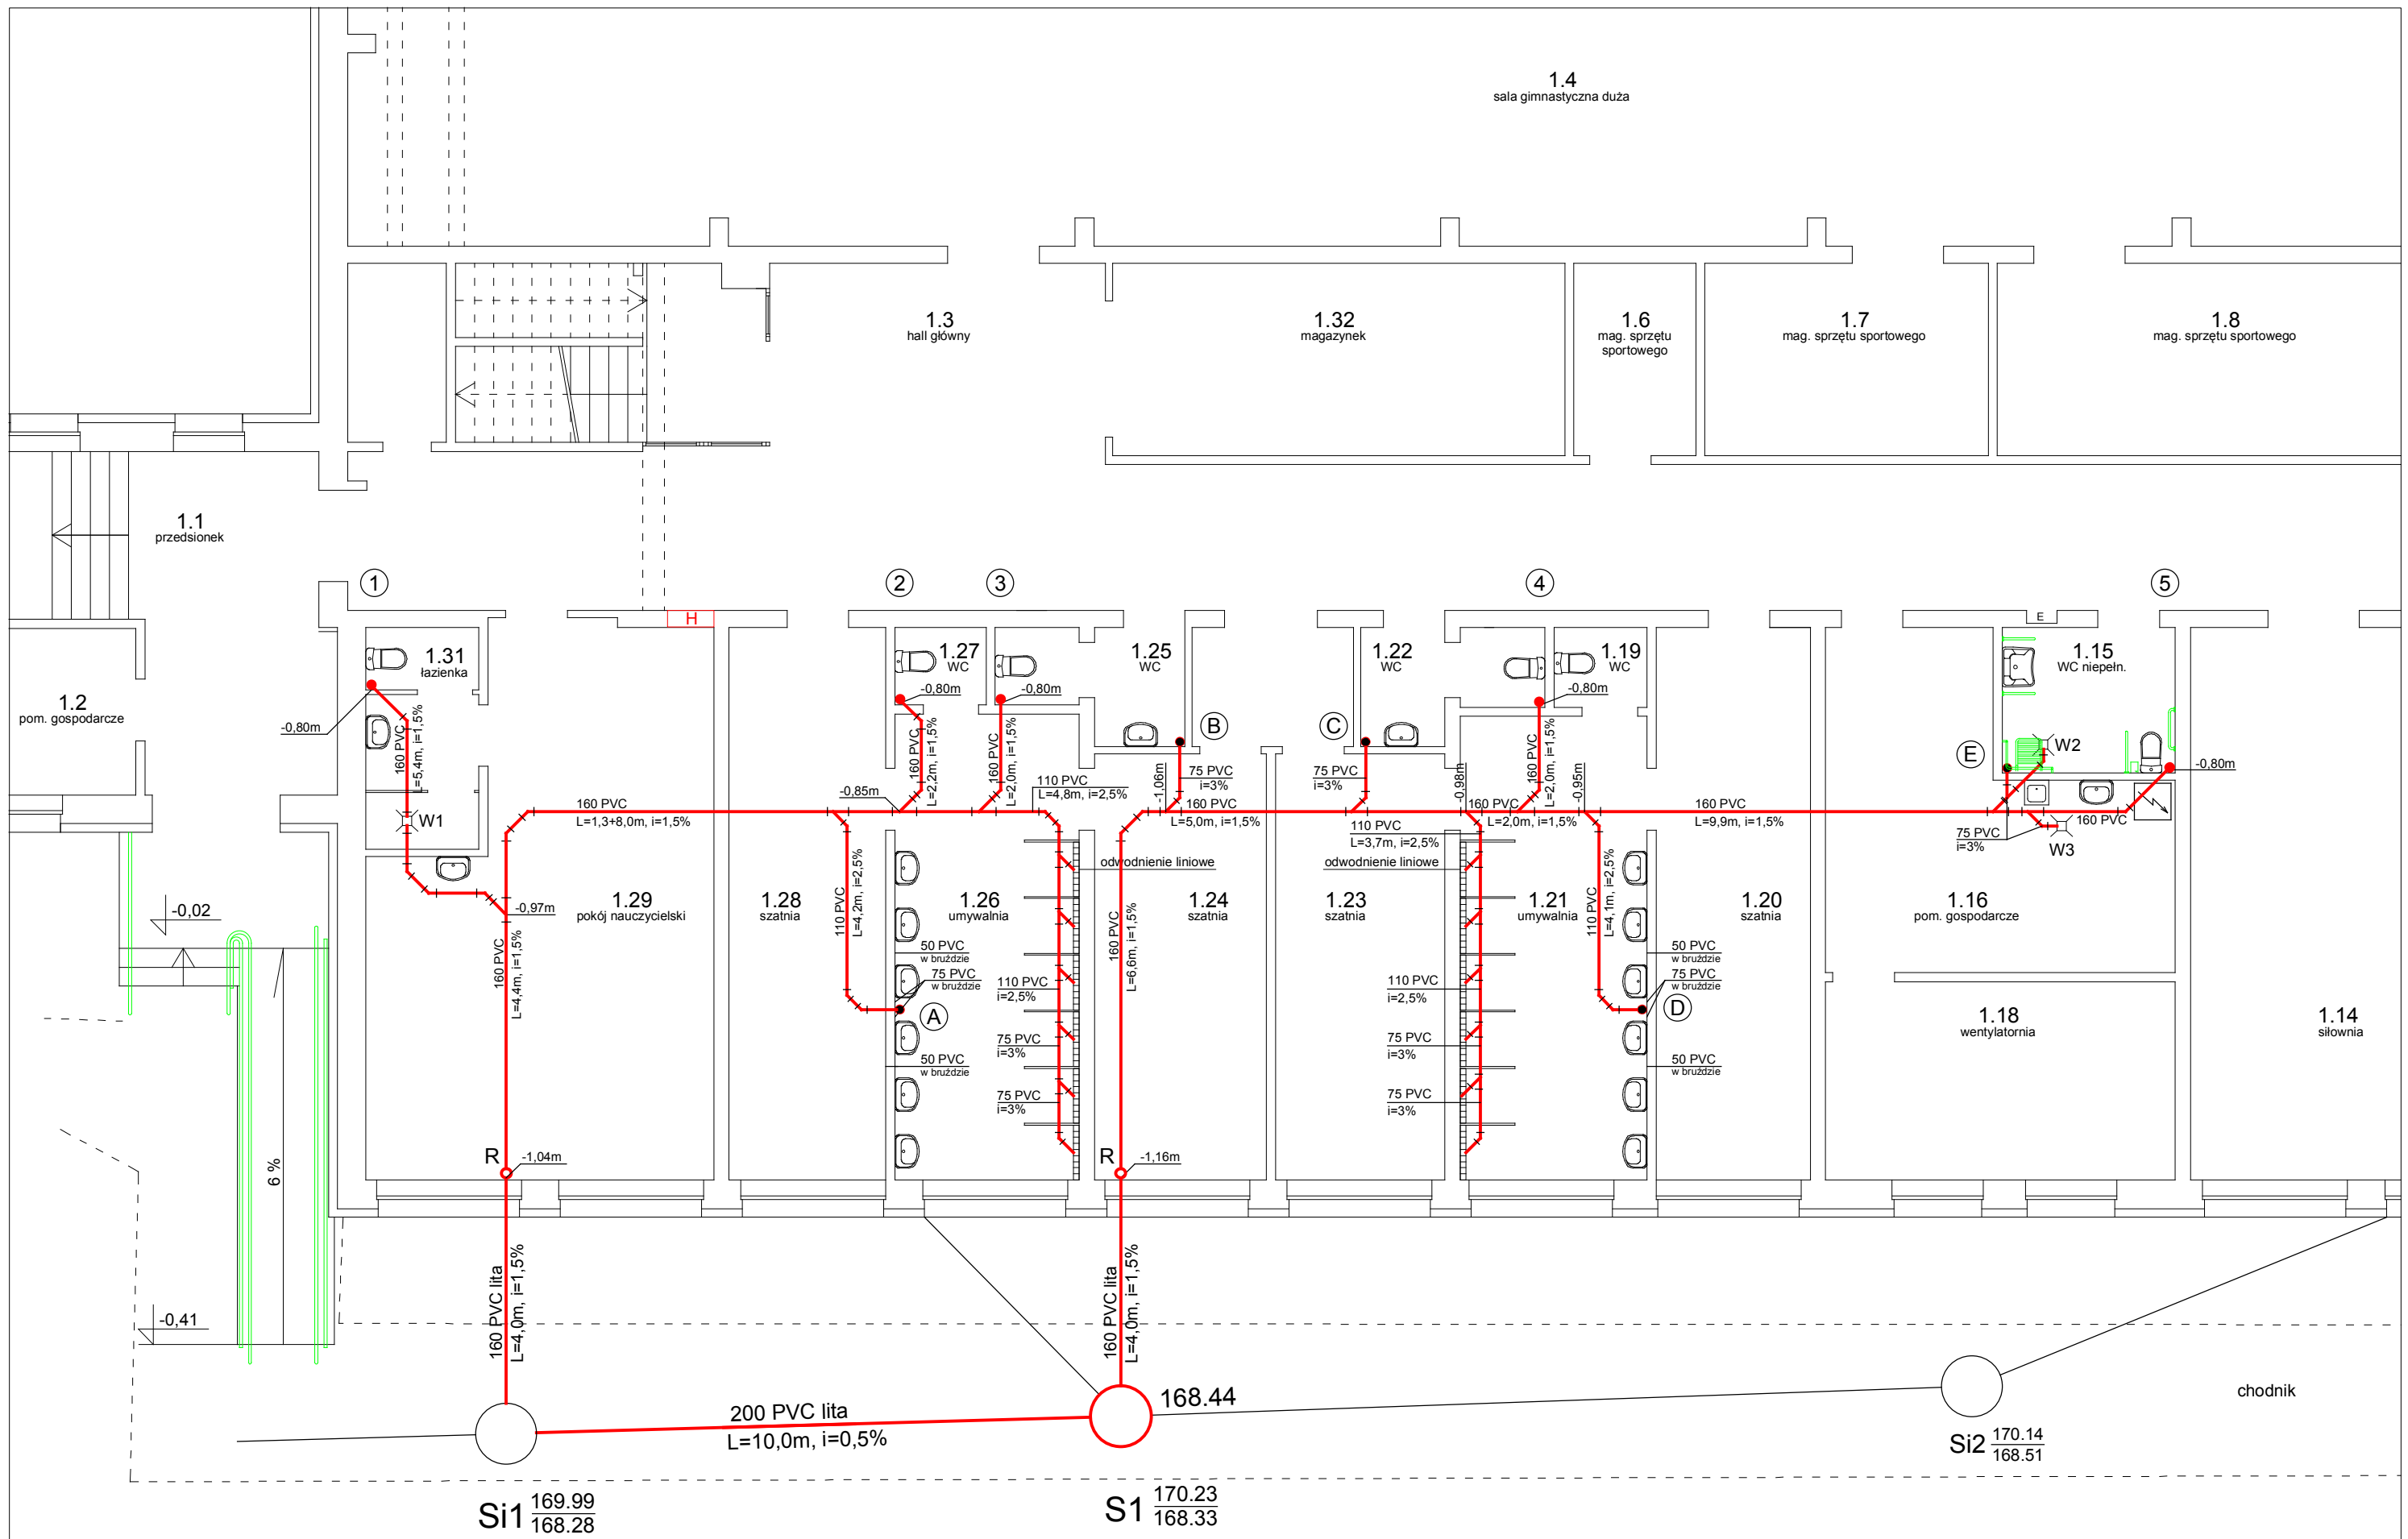 1.4
sala gimnastyczna duża
1.3
hall główny
1.32
magazynek
1.6
mag. sprzętu
sportowego
1.7
mag. sprzętu sportowego
1.8
mag. sprzętu sportowego
1.1
przedsionek
1
2
3
4
5
H
E
1.2
pom. gospodarcze
1.31
łazienka
1.27
WC
1.25
WC
1.22
WC
1.19
WC
1.15
WC niepełn.
-0,80m
-0,80m
-0,80m
-0,80m
-0,80m
B
C
E
W2
160 PVC
L=5,4m, i=1,5%
160 PVC
L=2,2m, i=1,5%
160 PVC
L=2,0m, i=1,5%
110 PVC
L=4,8m, i=2,5%
-1,06m
75 PVC
i=3%
75 PVC
i=3%
-0,98m
160 PVC
L=2,0m, i=1,5%
-0,95m
-0,85m
W1
160 PVC
L=1,3+8,0m, i=1,5%
160 PVC
L=5,0m, i=1,5%
160 PVC
L=2,0m, i=1,5%
160 PVC
L=9,9m, i=1,5%
75 PVC
i=3%
160 PVC
W3
110 PVC
L=3,7m, i=2,5%
odwodnienie liniowe
odwodnienie liniowe
-0,97m
1.29
pokój nauczycielski
1.28
szatnia
1.26
umywalnia
1.24
szatnia
1.23
szatnia
1.21
umywalnia
1.20
szatnia
1.16
pom. gospodarcze
-0,02
160 PVC
L=4,4m, i=1,5%
110 PVC
L=4,2m, i=2,5%
160 PVC
L=6,6m, i=1,5%
110 PVC
L=4,1m, i=2,5%
50 PVC
w bruździe
75 PVC
w bruździe
110 PVC
i=2,5%
110 PVC
i=2,5%
50 PVC
w bruździe
75 PVC
w bruździe
A
D
75 PVC
i=3%
75 PVC
i=3%
50 PVC
w bruździe
50 PVC
w bruździe
75 PVC
i=3%
75 PVC
i=3%
1.18
wentylatornia
1.14
siłownia
R
-1,04m
R
-1,16m
6 %
-0,41
160 PVC lita
L=4,0m, i=1,5%
160 PVC lita
L=4,0m, i=1,5%
168.44
200 PVC lita
L=10,0m, i=0,5%
chodnik
Si2 170.14
168.51
Si1 169.99
168.28
S1 170.23
168.33